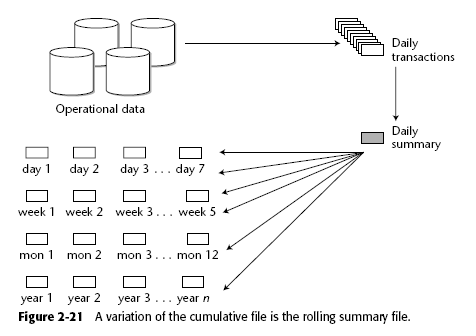 Daily
transactions
Operational data
Daily
summary
day 1 day 2 day 3 . . . day 7
week 1 week 2 week 3 . . . week 5
mon 1 mon 2 mon 3 . . . mon 12
year 1 year 2 year 3 . . . year n
Figure 2-21 A variation of the cumulative file is the rolling summary file.